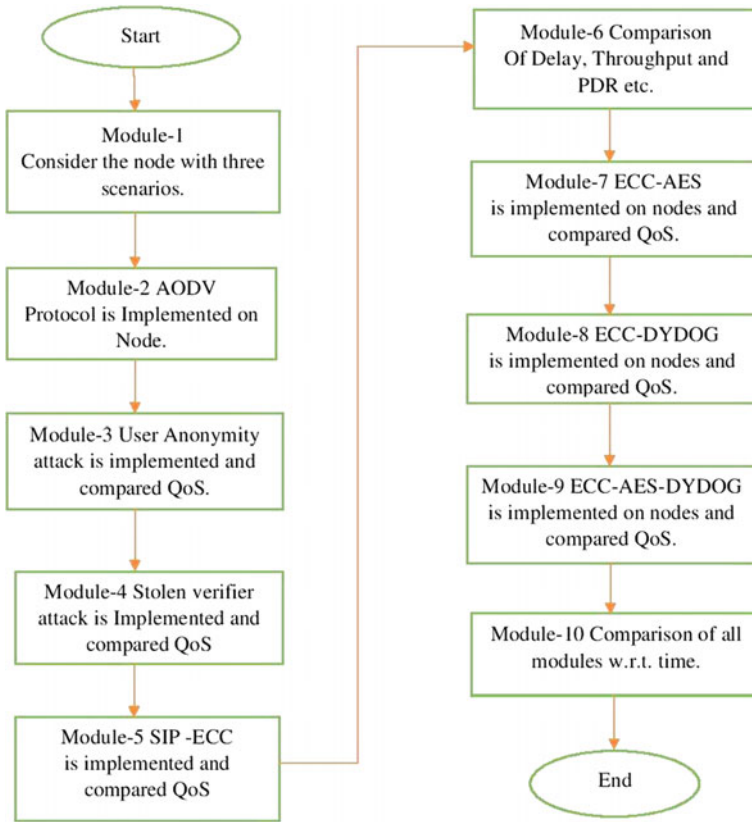 Start
Module-1
Consider the node with three
scenarios.
Module-2 AODV
Protocol is Implemented on
Node.
Module-3 User Anonymity
attack is implemented and
compared QoS.
Module-4 Stolen verifier
attack is Implemented and
compared QoS
Module-5 SIP -ECC
is implemented and
compared QoS
Module-6 Comparison
Of Delay, Throughput and
PDR etc.
Module-7 ECC-AES
is implemented on nodes and
compared QoS.
Module-8 ECC-DYDOG
is implemented on nodes and
compared QoS.
Module-9 ECC-AES-DYDOG
is implemented on nodes and
compared QoS.
Module-10 Comparison of all
modules w.r.t. time.
End